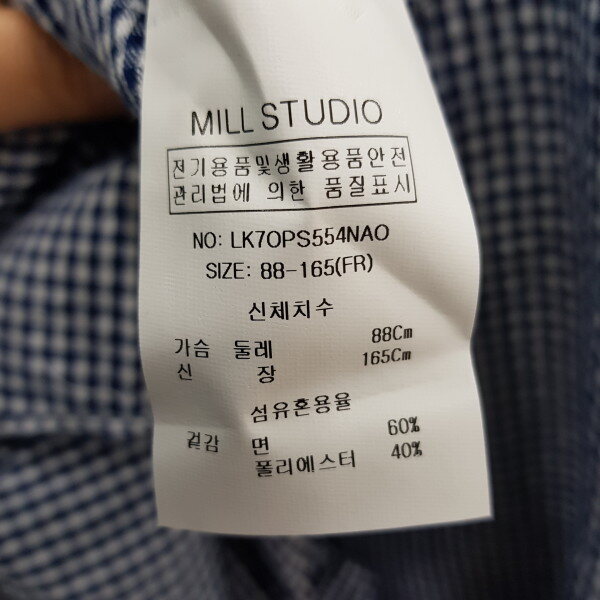 MILL STUDIO
전기용품및생활용품안전
관리법에 의한 품질표시
NO: LK7OPS554NAO
SIZE: 88-165(FR)
신체치수
가슴 둘레 88Cm
신 장 165Cm
섬유혼용율
겉감 면 60%
폴리에스터 40%